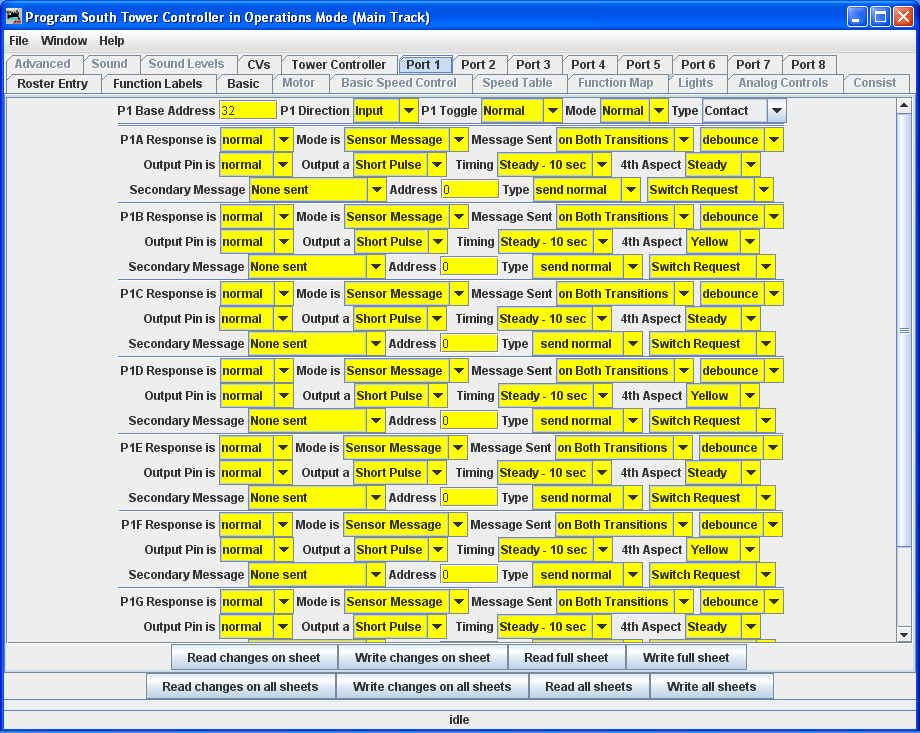 Program South Tower Controller in Operations Mode (Main Track)
File Window Help
Advanced Sound Sound Levels CVs Tower Controller Port 1 Port 2 Port 3 Port 4 Port 5 Port 6 Port 7 Port 8
Roster Entry Function Labels Basic Motor Basic Speed Control Speed Table Function Map Lights Analog Controls Consist
P1 Base Address 32 P1 Direction Input P1 Toggle Normal Mode Normal Type Contact
P1A Response is normal Mode is Sensor Message Message Sent on Both Transitions debounce
Output Pin is normal Output a Short Pulse Timing Steady - 10 sec 4th Aspect Steady
Secondary Message None sent Address 0 Type send normal Switch Request
P1B Response is normal Mode is Sensor Message Message Sent on Both Transitions debounce
Output Pin is normal Output a Short Pulse Timing Steady - 10 sec 4th Aspect Yellow
Secondary Message None sent Address 0 Type send normal Switch Request
P1C Response is normal Mode is Sensor Message Message Sent on Both Transitions debounce
Output Pin is normal Output a Short Pulse Timing Steady - 10 sec 4th Aspect Steady
Secondary Message None sent Address 0 Type send normal Switch Request
P1D Response is normal Mode is Sensor Message Message Sent on Both Transitions debounce
Output Pin is normal Output a Short Pulse Timing Steady - 10 sec 4th Aspect Yellow
Secondary Message None sent Address 0 Type send normal Switch Request
P1E Response is normal Mode is Sensor Message Message Sent on Both Transitions debounce
Output Pin is normal Output a Short Pulse Timing Steady - 10 sec 4th Aspect Steady
Secondary Message None sent Address 0 Type send normal Switch Request
P1F Response is normal Mode is Sensor Message Message Sent on Both Transitions debounce
Output Pin is normal Output a Short Pulse Timing Steady - 10 sec 4th Aspect Yellow
Secondary Message None sent Address 0 Type send normal Switch Request
P1G Response is normal Mode is Sensor Message Message Sent on Both Transitions debounce
Output Pin is normal Output a Short Pulse Timing Steady - 10 sec 4th Aspect Steady
Read changes on sheet Write changes on sheet Read full sheet Write full sheet
Read changes on all sheets Write changes on all sheets Read all sheets Write all sheets
idle